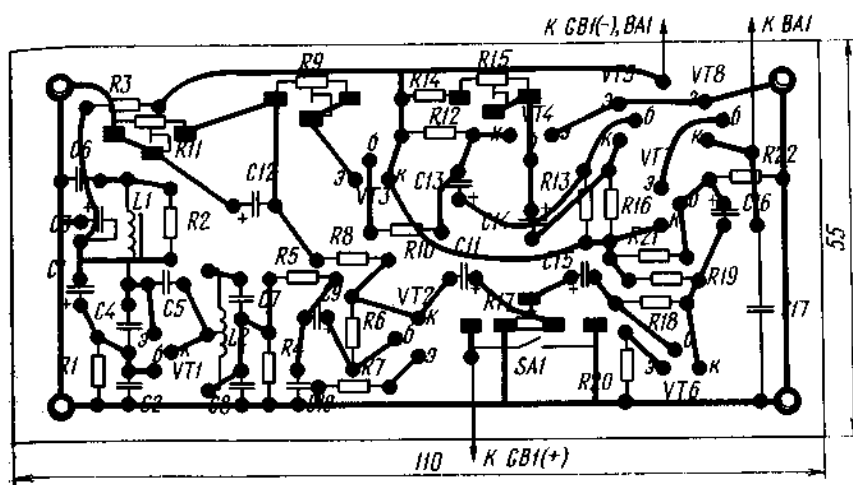 К GB1(-), BA1
К BA1
R3
R9
R15
R14
VT5
VT8
R12
VT4
R11
б
э
э
б
б
C6
C12
э
VT3
к
C13
к
R13
VT7
к
R22
C3
L1
R2
R10
C14
R16
э
б
C16
R5
R8
C11
C15
R21
C4
C5
C7
C9
R6
VT2
к
R17
R19
R18
C17
R1
э
б
к
VT1
L2
R4
R7
б
э
SA1
R20
э
б
к
VT6
C2
C8
C10
55
110
К GB1(+)